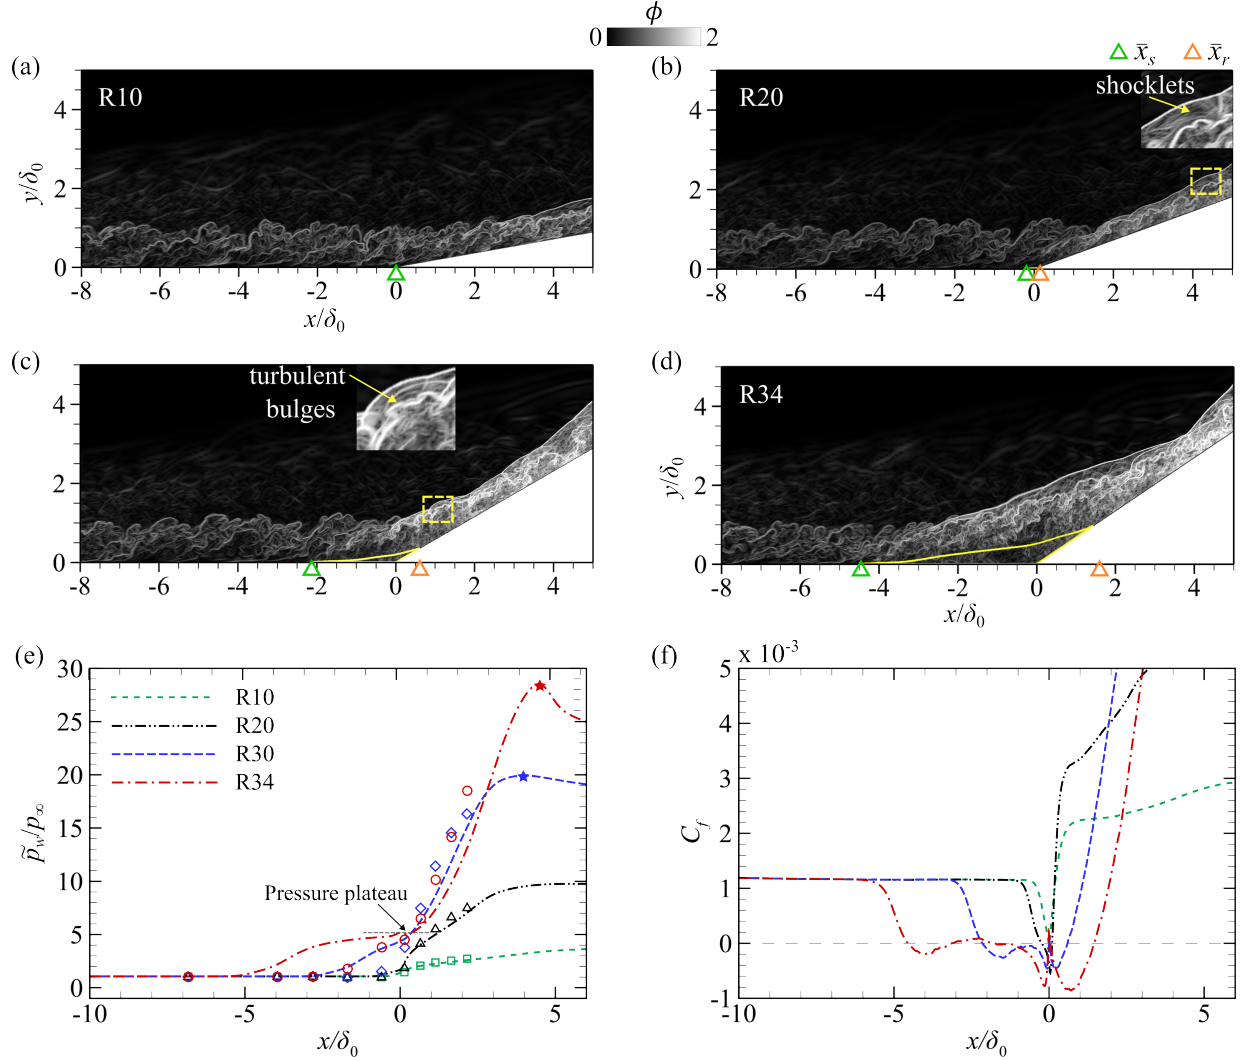 ϕ
0 2
x̄ₛ x̄ᵣ
(a)
R10
y/δ₀
4
2
0
-8 -6 -4 -2 0 2 4
x/δ₀
(b)
R20
shocklets
4
2
0
-8 -6 -4 -2 0 2 4
(c)
turbulent
bulges
4
2
0
-8 -6 -4 -2 0 2 4
(d)
R34
y/δ₀
4
2
0
-8 -6 -4 -2 0 2 4
x/δ₀
(e)
p̃_w/p_∞
30
25
20
15
10
5
0
R10
R20
R30
R34
Pressure plateau
-10 -5 0 5
x/δ₀
(f)
x 10⁻³
C_f
5
4
3
2
1
0
-1
-10 -5 0 5
x/δ₀